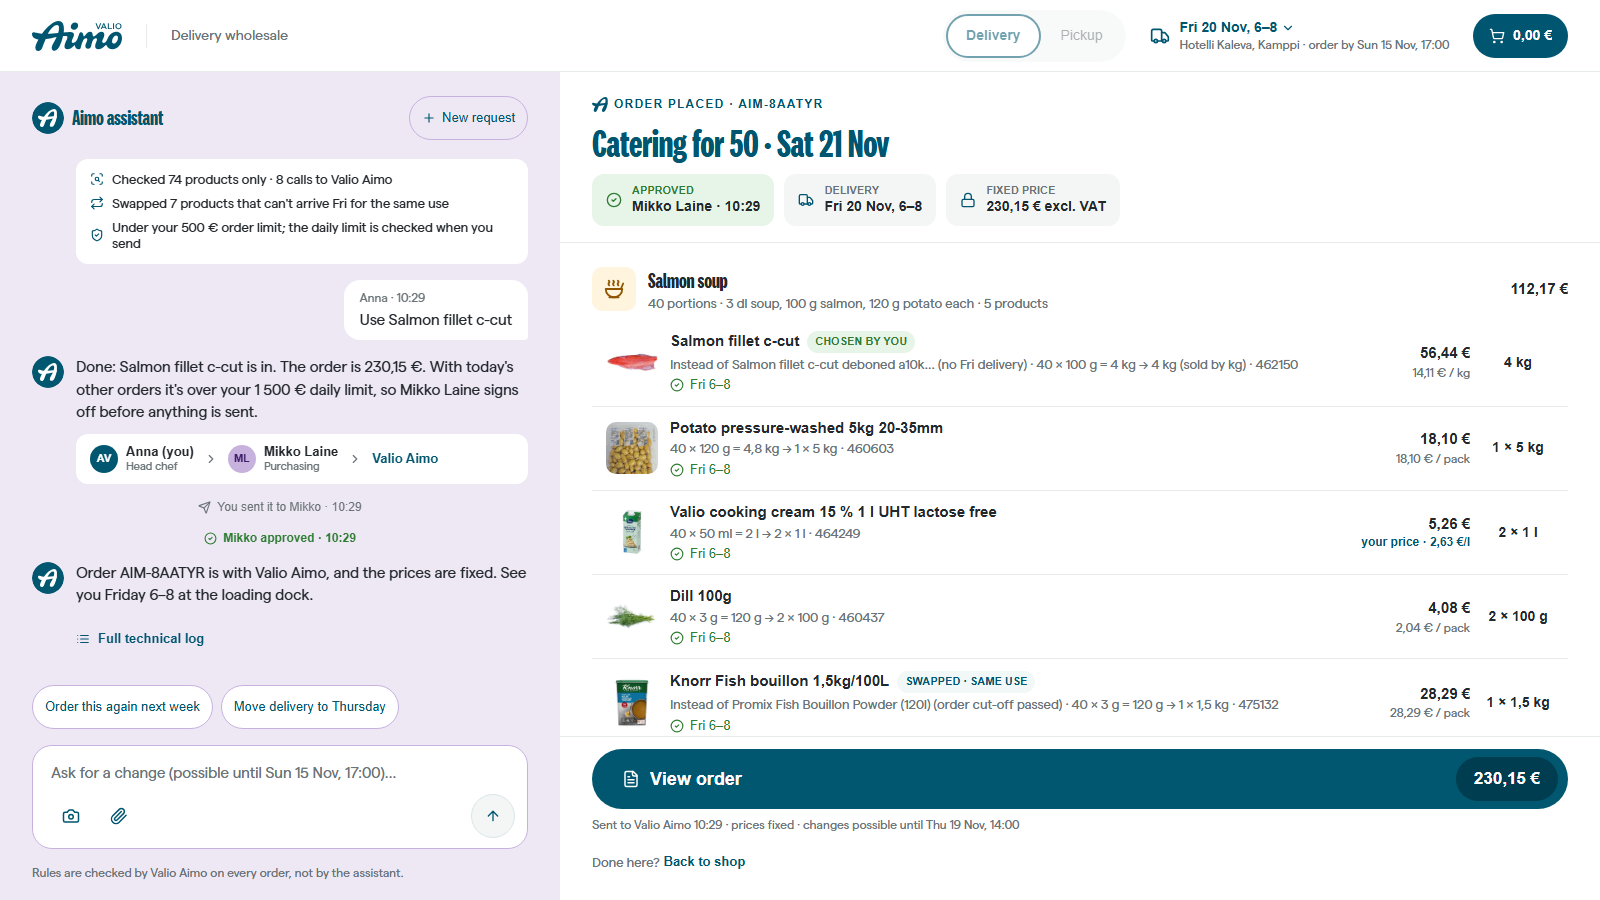 VALIO
Aimo
Delivery wholesale
Delivery
Pickup
Fri 20 Nov, 6–8
Hotelli Kaleva, Kamppi · order by Sun 15 Nov, 17:00
0,00 €
Aimo assistant
New request
Checked 74 products only · 8 calls to Valio Aimo
Swapped 7 products that can't arrive Fri for the same use
Under your 500 € order limit; the daily limit is checked when you
send
Anna · 10:29
Use Salmon fillet c-cut
Done: Salmon fillet c-cut is in. The order is 230,15 €. With today's
other orders it's over your 1 500 € daily limit, so Mikko Laine signs
off before anything is sent.
AV
Anna (you)
Head chef
ML
Mikko Laine
Purchasing
Valio Aimo
You sent it to Mikko · 10:29
Mikko approved · 10:29
Order AIM-8AATYR is with Valio Aimo, and the prices are fixed. See
you Friday 6–8 at the loading dock.
Full technical log
Order this again next week
Move delivery to Thursday
Ask for a change (possible until Sun 15 Nov, 17:00)...
Rules are checked by Valio Aimo on every order, not by the assistant.
ORDER PLACED · AIM-8AATYR
Catering for 50 · Sat 21 Nov
APPROVED
Mikko Laine · 10:29
DELIVERY
Fri 20 Nov, 6–8
FIXED PRICE
230,15 € excl. VAT
Salmon soup
40 portions · 3 dl soup, 100 g salmon, 120 g potato each · 5 products
112,17 €
Salmon fillet c-cut
CHOSEN BY YOU
Instead of Salmon fillet c-cut deboned a10k... (no Fri delivery) · 40 × 100 g = 4 kg → 4 kg (sold by kg) · 462150
Fri 6–8
56,44 €
14,11 € / kg
4 kg
Potato pressure-washed 5kg 20-35mm
40 × 120 g = 4,8 kg → 1 × 5 kg · 460603
Fri 6–8
18,10 €
18,10 € / pack
1 × 5 kg
Valio cooking cream 15 % 1 l UHT lactose free
40 × 50 ml = 2 l → 2 × 1 l · 464249
Fri 6–8
5,26 €
your price · 2,63 €/l
2 × 1 l
Dill 100g
40 × 3 g = 120 g → 2 × 100 g · 460437
Fri 6–8
4,08 €
2,04 € / pack
2 × 100 g
Knorr
Knorr Fish bouillon 1,5kg/100L
SWAPPED · SAME USE
Instead of Promix Fish Bouillon Powder (120l) (order cut-off passed) · 40 × 3 g = 120 g → 1 × 1,5 kg · 475132
Fri 6–8
28,29 €
28,29 € / pack
1 × 1,5 kg
View order
230,15 €
Sent to Valio Aimo 10:29 · prices fixed · changes possible until Thu 19 Nov, 14:00
Done here? Back to shop